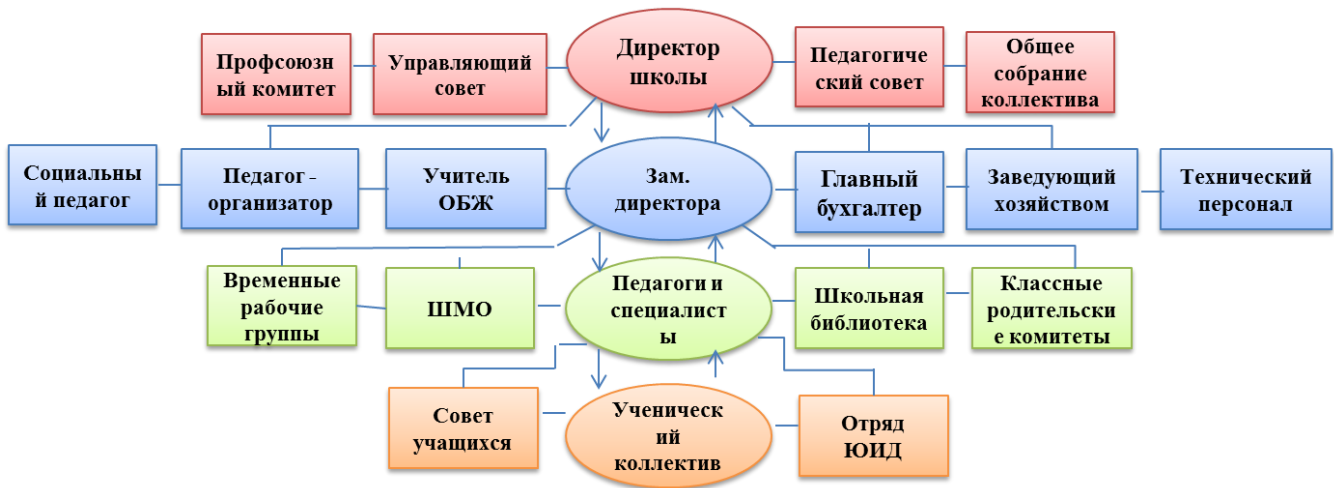 Профсоюзн
ый комитет
Управляющий
совет
Директор
школы
Педагогиче
ский совет
Общее
собрание
коллектива
Социальны
й педагог
Педагог –
организатор
Учитель
ОБЖ
Зам.
директора
Главный
бухгалтер
Заведующий
хозяйством
Технический
персонал
Временные
рабочие
группы
ШМО
Педагоги и
специалист
ы
Школьная
библиотека
Классные
родительски
е комитеты
Совет
учащихся
Ученическ
ий
коллектив
Отряд
ЮИД